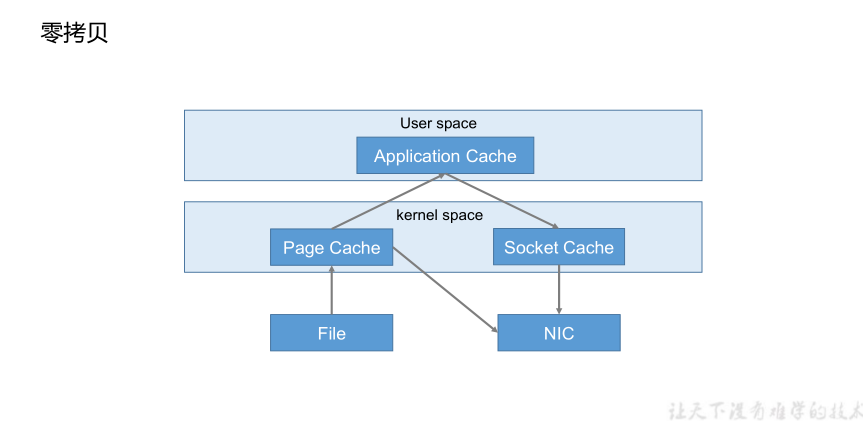 零拷贝
User space
Application Cache
kernel space
Page Cache
Socket Cache
File
NIC
让天下没有难学的技术